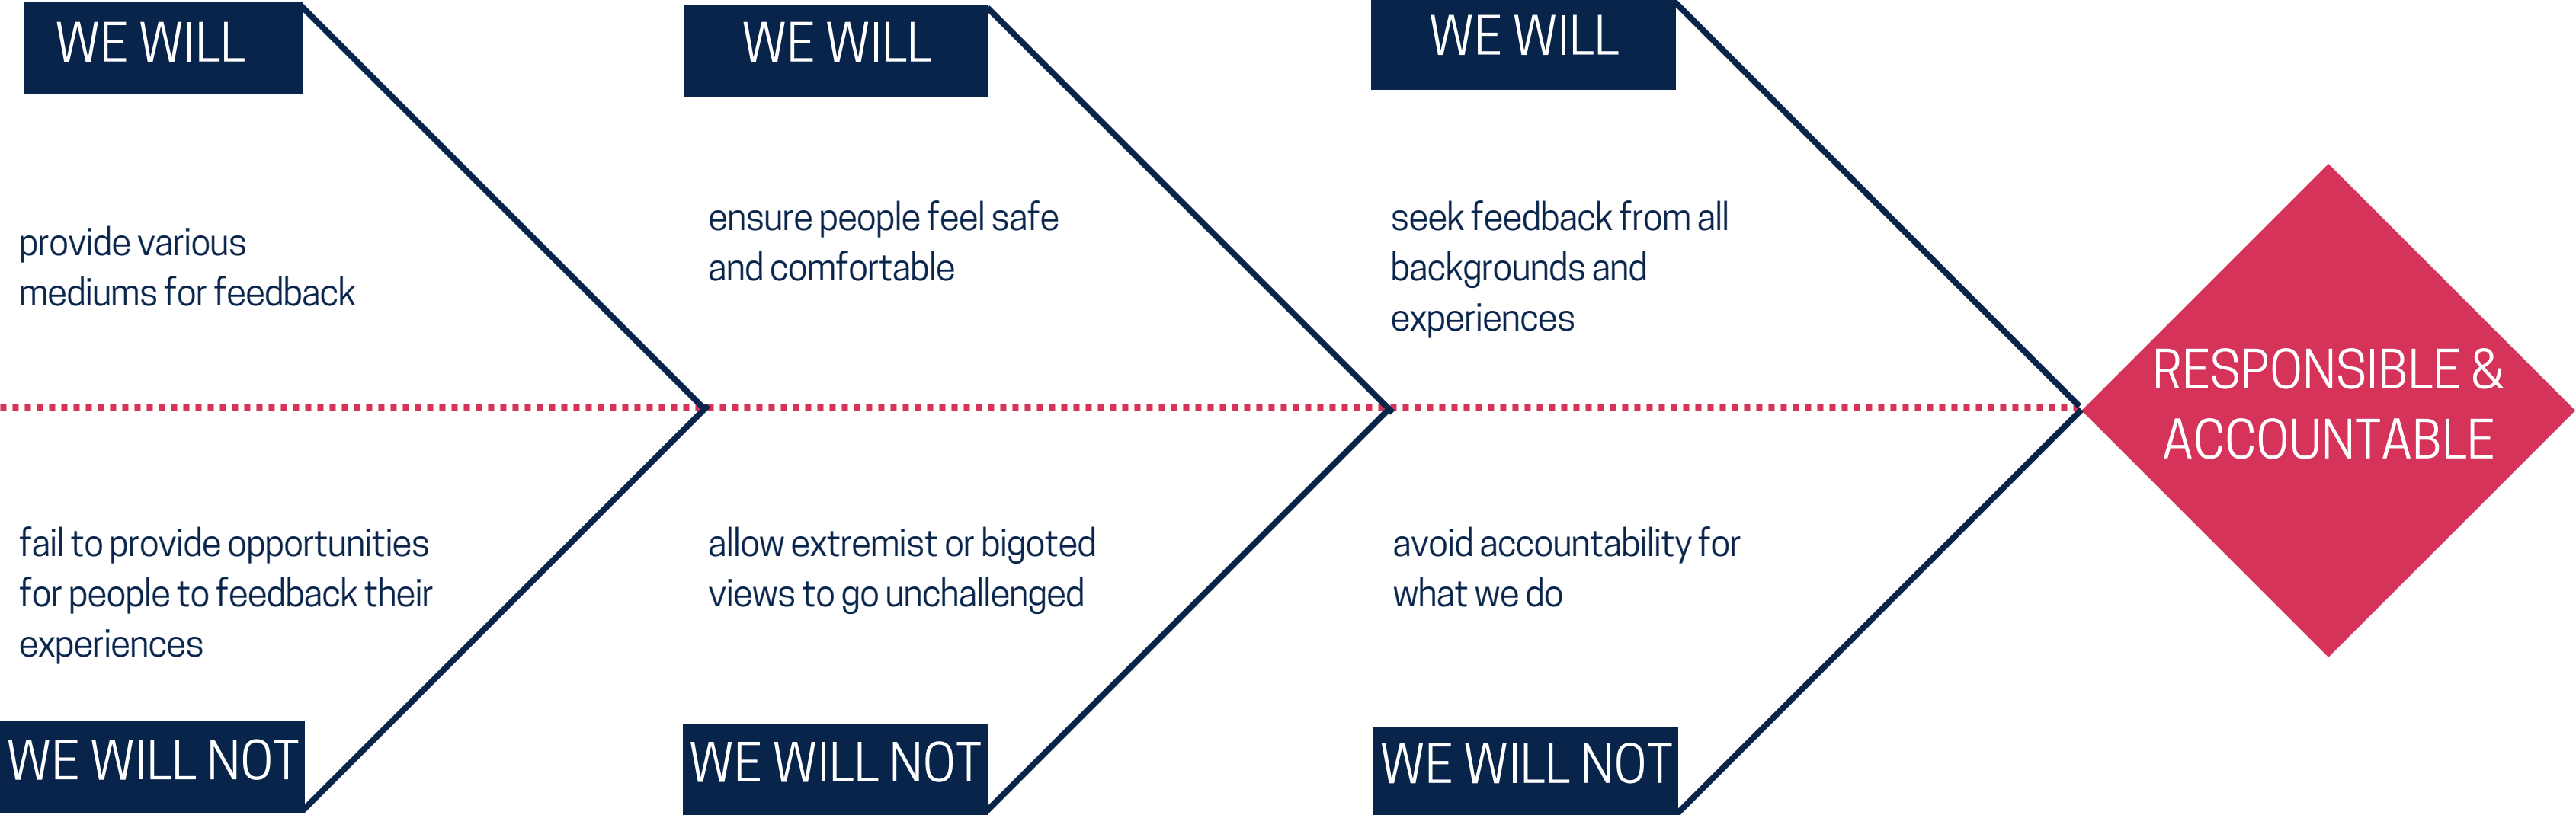 WE WILL
provide various
mediums for feedback
fail to provide opportunities
for people to feedback their
experiences
WE WILL NOT
WE WILL
ensure people feel safe
and comfortable
allow extremist or bigoted
views to go unchallenged
WE WILL NOT
WE WILL
seek feedback from all
backgrounds and
experiences
avoid accountability for
what we do
WE WILL NOT
RESPONSIBLE &
ACCOUNTABLE